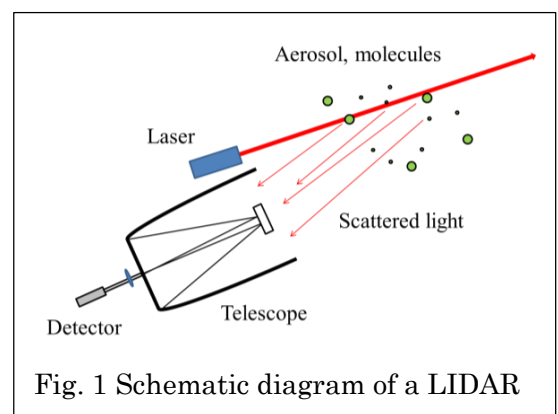 Aerosol, molecules
Laser
Scattered light
Telescope
Detector
Fig. 1 Schematic diagram of a LIDAR